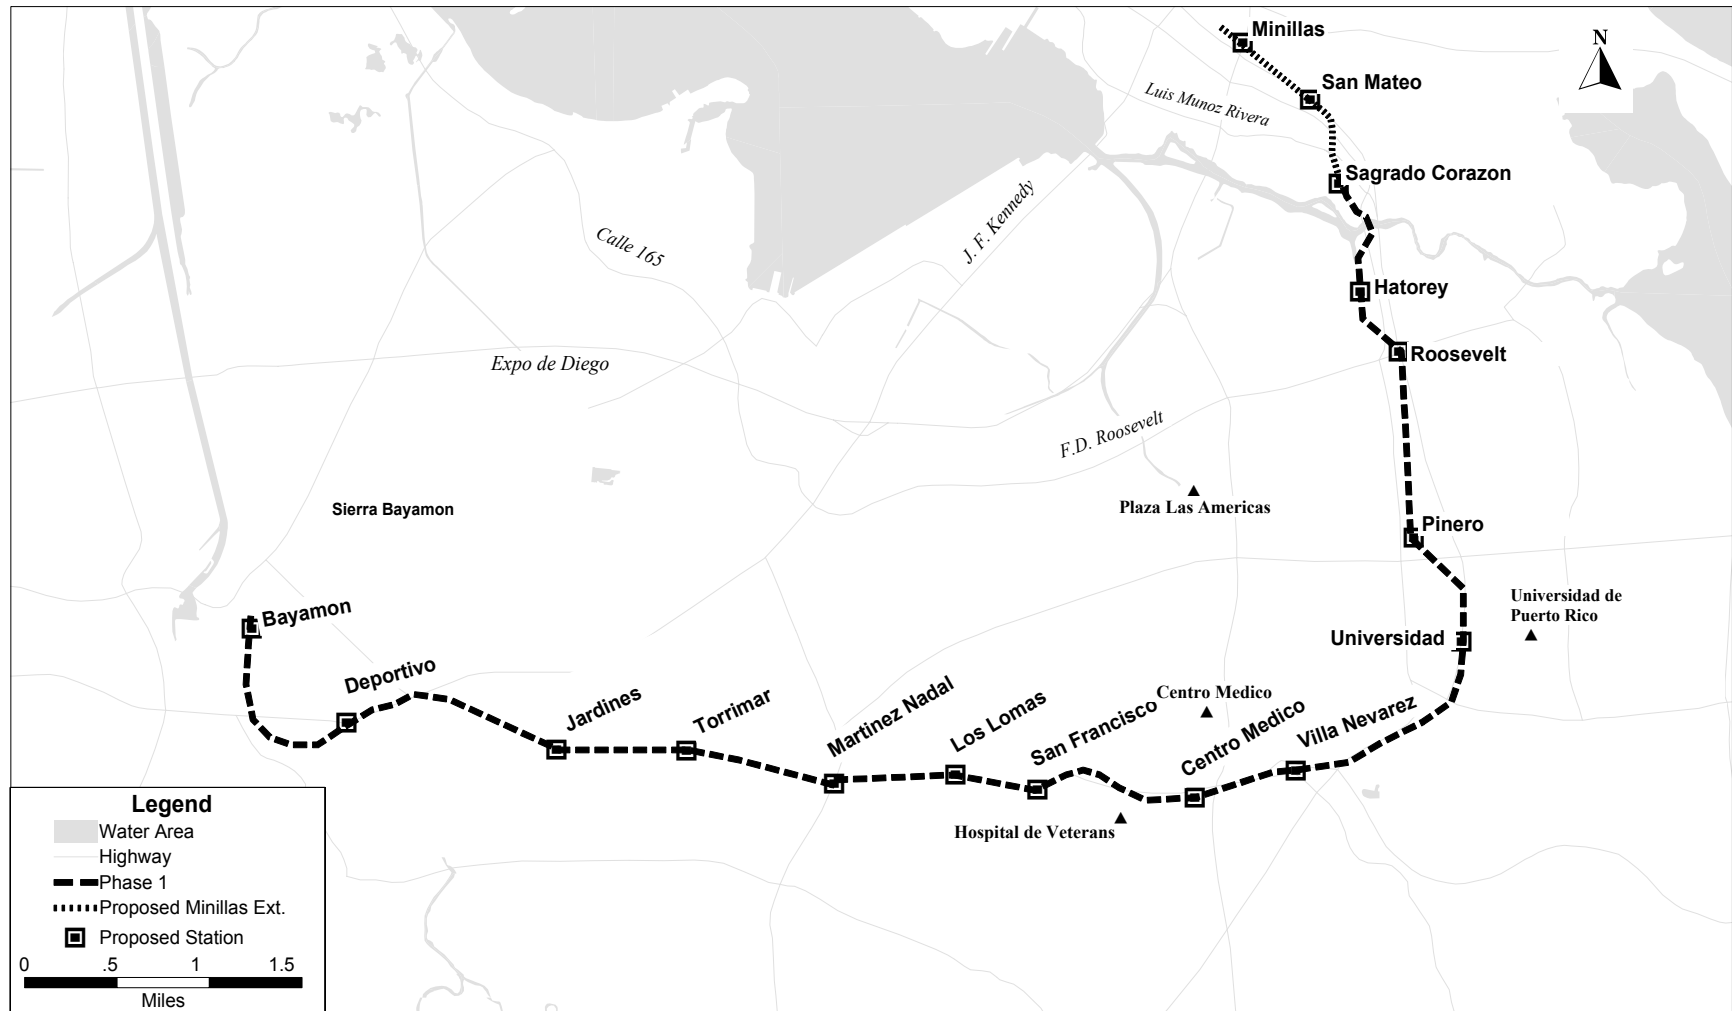 Minillas
N
San Mateo
Luis Munoz Rivera
Sagrado Corazon
J. F. Kennedy
Calle 165
Hatorey
Roosevelt
Expo de Diego
F.D. Roosevelt
Sierra Bayamon
Plaza Las Americas
Pinero
Universidad de
Puerto Rico
Bayamon
Universidad
Deportivo
Jardines
Torrimar
Martinez Nadal
Los Lomas
San Francisco
Centro Medico
Centro Medico
Villa Nevarez
Hospital de Veterans
Legend
Water Area
Highway
Phase 1
Proposed Minillas Ext.
Proposed Station
0 .5 1 1.5
Miles